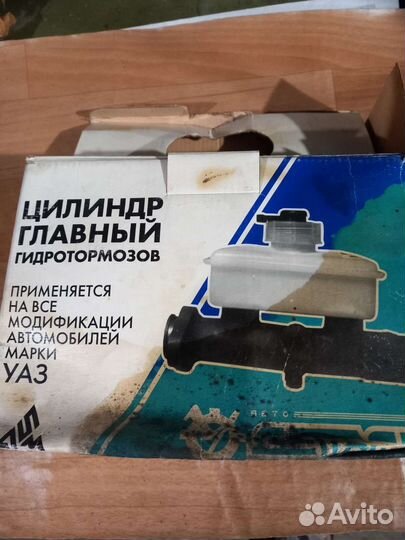 ЦИЛИНДР
ГЛАВНЫЙ
ГИДРОТОРМОЗОВ
ПРИМЕНЯЕТСЯ
НА ВСЕ
МОДИФИКАЦИИ
АВТОМОБИЛЕЙ
МАРКИ
УАЗ
Avito